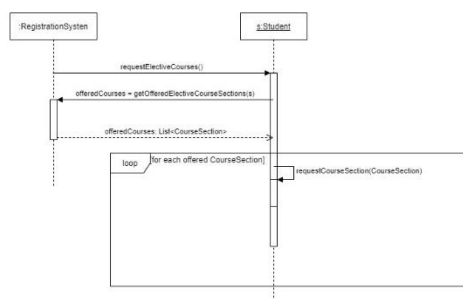 :RegistrationSysten
s:Student
requestElectiveCourses()
offeredCourses = getOfferedElectiveCourseSections(s)
offeredCourses: List<CourseSection>
loop
[for each offered CourseSection]
requestCourseSection(CourseSection)